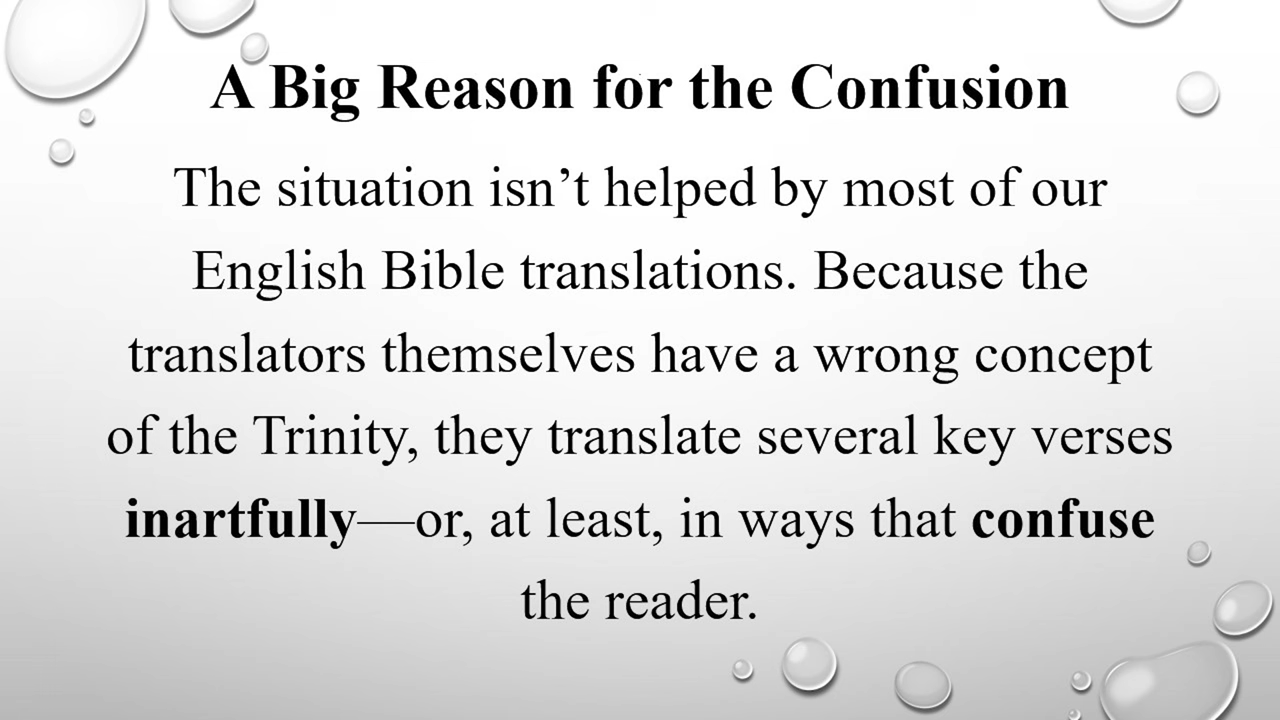 A Big Reason for the Confusion
The situation isn’t helped by most of our
English Bible translations. Because the
translators themselves have a wrong concept
of the Trinity, they translate several key verses
inartfully—or, at least, in ways that confuse
the reader.